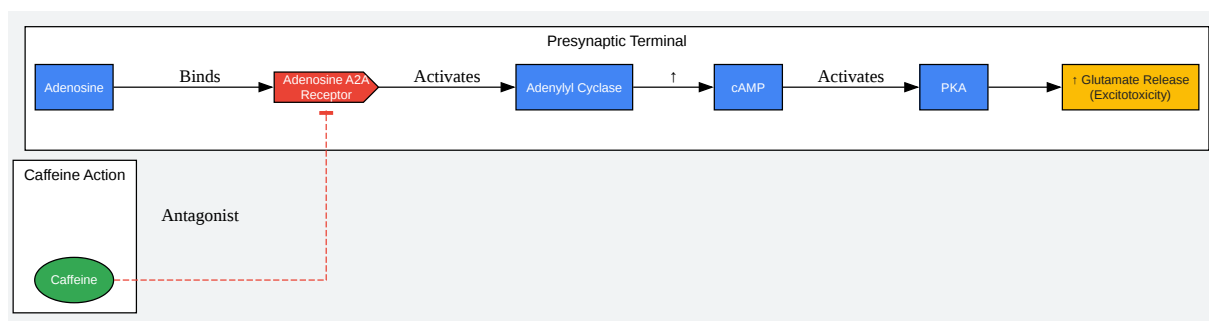 Presynaptic Terminal
Adenosine
Binds
Adenosine A2A
Receptor
Activates
Adenylyl Cyclase
↑
cAMP
Activates
PKA
↑ Glutamate Release
(Excitotoxicity)
Caffeine Action
Antagonist
Caffeine